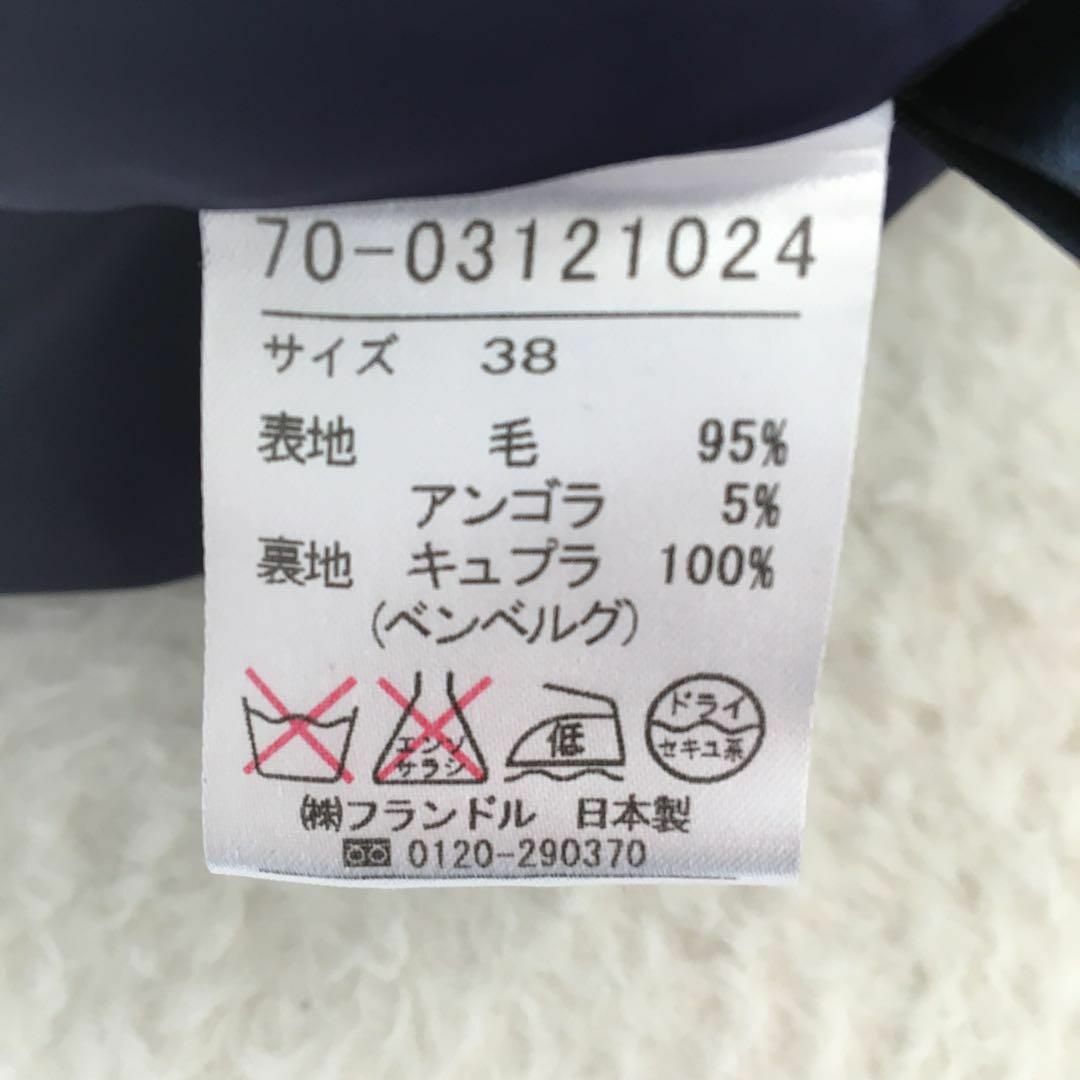 70-03121024
サイズ 38
表地 毛 95%
アンゴラ 5%
裏地 キュプラ 100%
(ベンベルグ)
エンソサラシ
低
ドライ
セキユ系
㈱フランドル 日本製
0120-290370